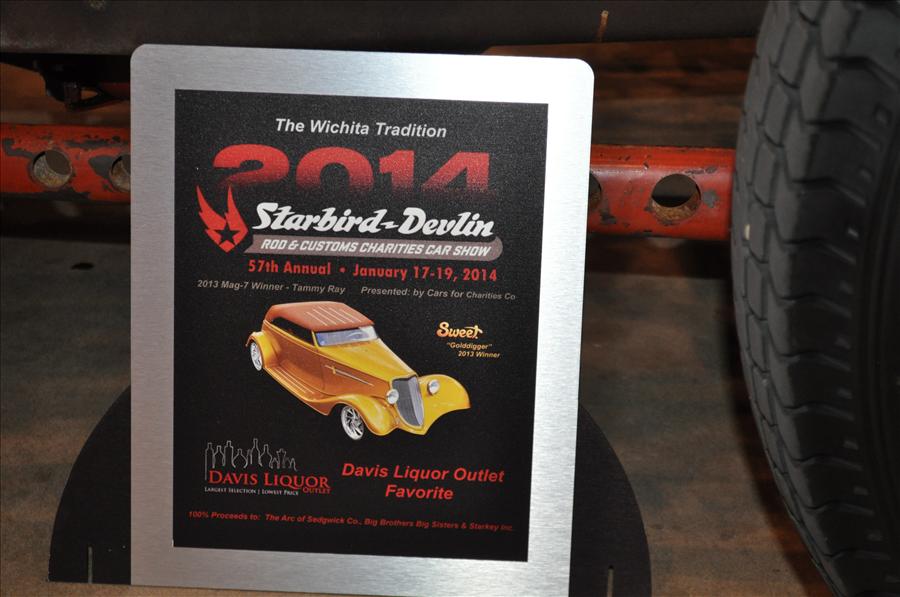 The Wichita Tradition
2014
Starbird-Devlin
ROD & CUSTOMS CHARITIES CAR SHOW
57th Annual • January 17-19, 2014
2013 Mag-7 Winner - Tammy Ray Presented: by Cars for Charities Co
Sweet
"Golddigger"
2013 Winner
DAVIS LIQUOR
OUTLET
LARGEST SELECTION | LOWEST PRICE
Davis Liquor Outlet
Favorite
100% Proceeds to: The Arc of Sedgwick Co., Big Brothers Big Sisters & Starkey Inc.